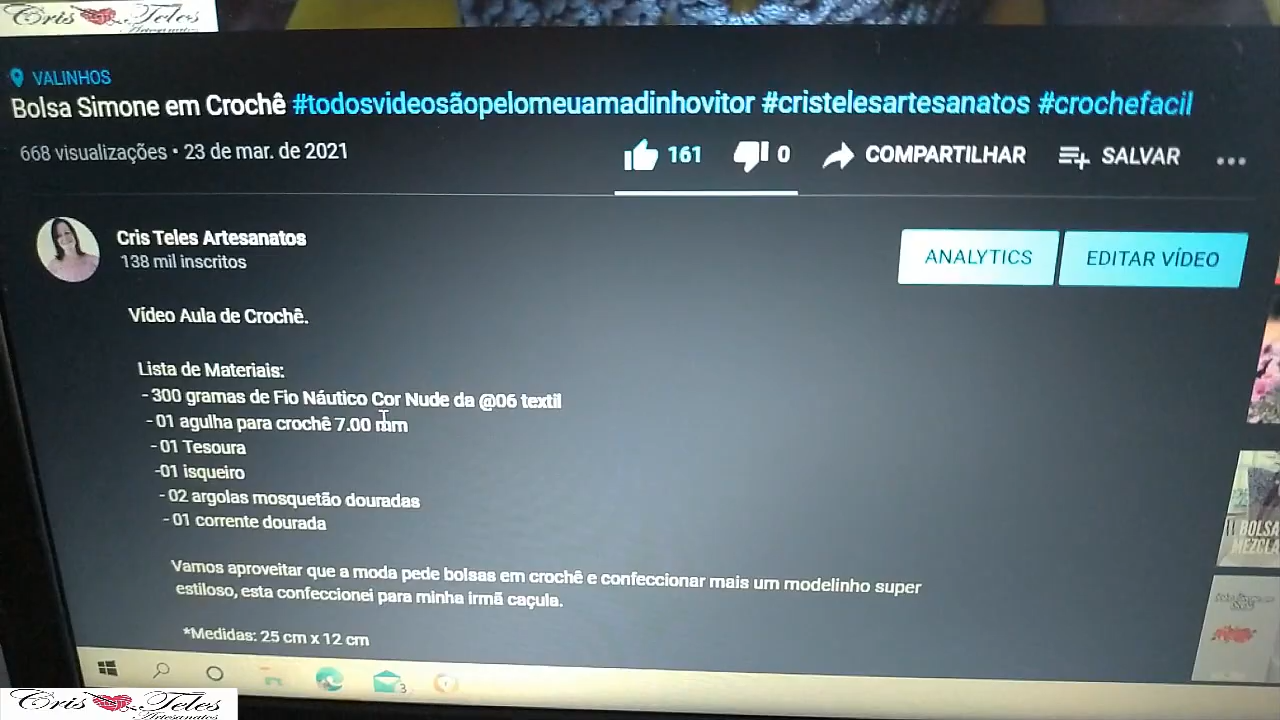 Cris Teles
Artesanatos
VALINHOS
Bolsa Simone em Crochê #todosvideosãopelomeuamadinhovitor #cristelesartesanatos #crochefacil
668 visualizações • 23 de mar. de 2021
161
0
COMPARTILHAR
SALVAR
Cris Teles Artesanatos
138 mil inscritos
ANALYTICS
EDITAR VÍDEO
Vídeo Aula de Crochê.
Lista de Materiais:
- 300 gramas de Fio Náutico Cor Nude da @06 textil
- 01 agulha para crochê 7.00 mm
- 01 Tesoura
-01 isqueiro
- 02 argolas mosquetão douradas
- 01 corrente dourada
Vamos aproveitar que a moda pede bolsas em crochê e confeccionar mais um modelinho super
estiloso, esta confeccionei para minha irmã caçula.
*Medidas: 25 cm x 12 cm
BOLSA
MEZCLA
3
Cris Teles
Artesanatos